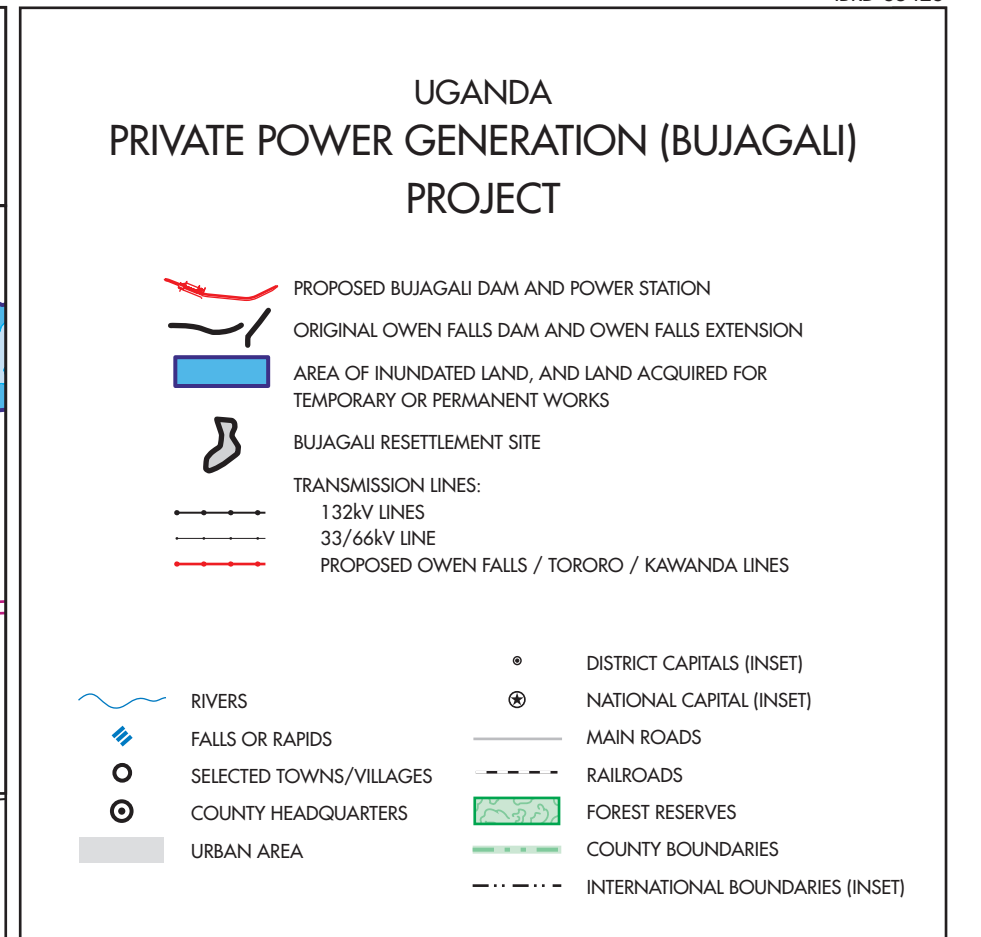 UGANDA
PRIVATE POWER GENERATION (BUJAGALI)
PROJECT
PROPOSED BUJAGALI DAM AND POWER STATION
ORIGINAL OWEN FALLS DAM AND OWEN FALLS EXTENSION
AREA OF INUNDATED LAND, AND LAND ACQUIRED FOR
TEMPORARY OR PERMANENT WORKS
BUJAGALI RESETTLEMENT SITE
TRANSMISSION LINES:
132kV LINES
33/66kV LINE
PROPOSED OWEN FALLS / TORORO / KAWANDA LINES
RIVERS
FALLS OR RAPIDS
SELECTED TOWNS/VILLAGES
COUNTY HEADQUARTERS
URBAN AREA
DISTRICT CAPITALS (INSET)
NATIONAL CAPITAL (INSET)
MAIN ROADS
RAILROADS
FOREST RESERVES
COUNTY BOUNDARIES
INTERNATIONAL BOUNDARIES (INSET)